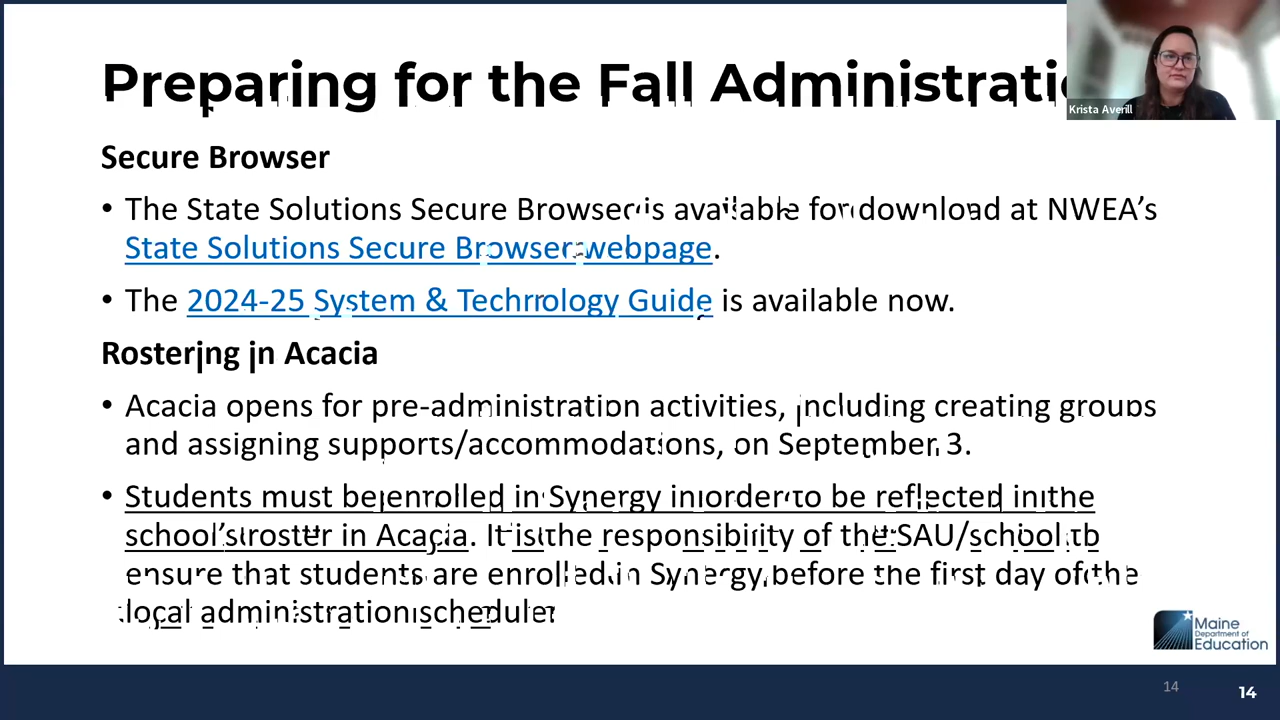 Preparing for the Fall Administratio
Krista Averill
Secure Browser
• The State Solutions Secure Browser is available for download at NWEA’s
State Solutions Secure Browser webpage.
• The 2024-25 System & Technology Guide is available now.
Rostering in Acacia
• Acacia opens for pre-administration activities, including creating groups
and assigning supports/accommodations, on September 3.
• Students must be enrolled in Synergy in order to be reflected in the
school’s roster in Acacia. It is the responsibility of the SAU/school to
ensure that students are enrolled in Synergy before the first day of the
local administration schedule.
Maine
Department of
Education
14
14